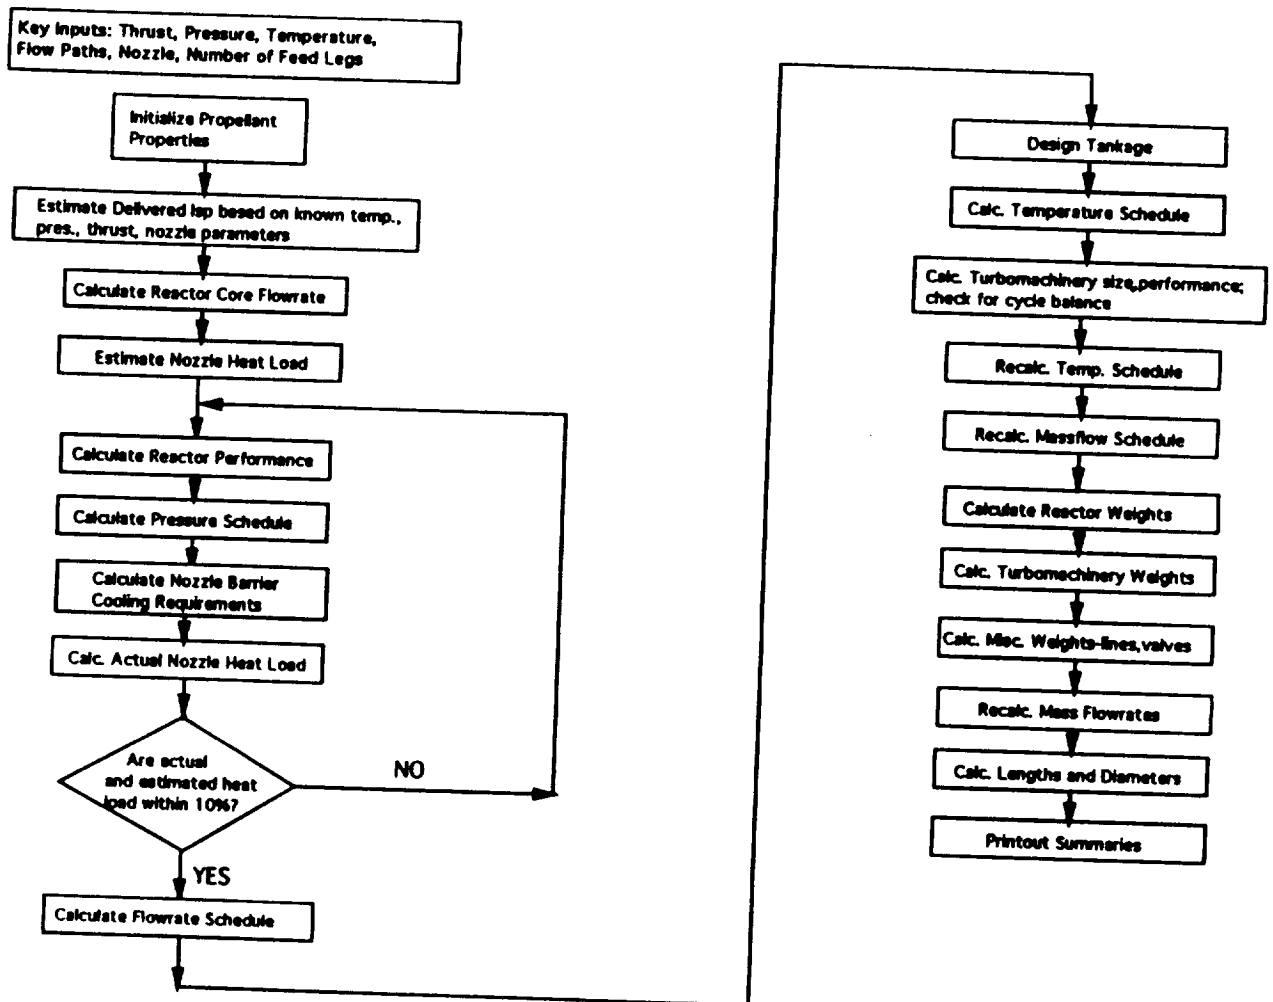 Key Inputs: Thrust, Pressure, Temperature,
Flow Paths, Nozzle, Number of Feed Legs
Initialize Propellant
Properties
Estimate Delivered Isp based on known temp.,
pres., thrust, nozzle parameters
Calculate Reactor Core Flowrate
Estimate Nozzle Heat Load
Calculate Reactor Performance
Calculate Pressure Schedule
Calculate Nozzle Barrier
Cooling Requirements
Calc. Actual Nozzle Heat Load
Are actual
and estimated heat
load within 10%?
NO
YES
Calculate Flowrate Schedule
Design Tankage
Calc. Temperature Schedule
Calc. Turbomachinery size,performance;
check for cycle balance
Recalc. Temp. Schedule
Recalc. Massflow Schedule
Calculate Reactor Weights
Calc. Turbomachinery Weights
Calc. Misc. Weights-lines,valves
Recalc. Mass Flowrates
Calc. Lengths and Diameters
Printout Summaries